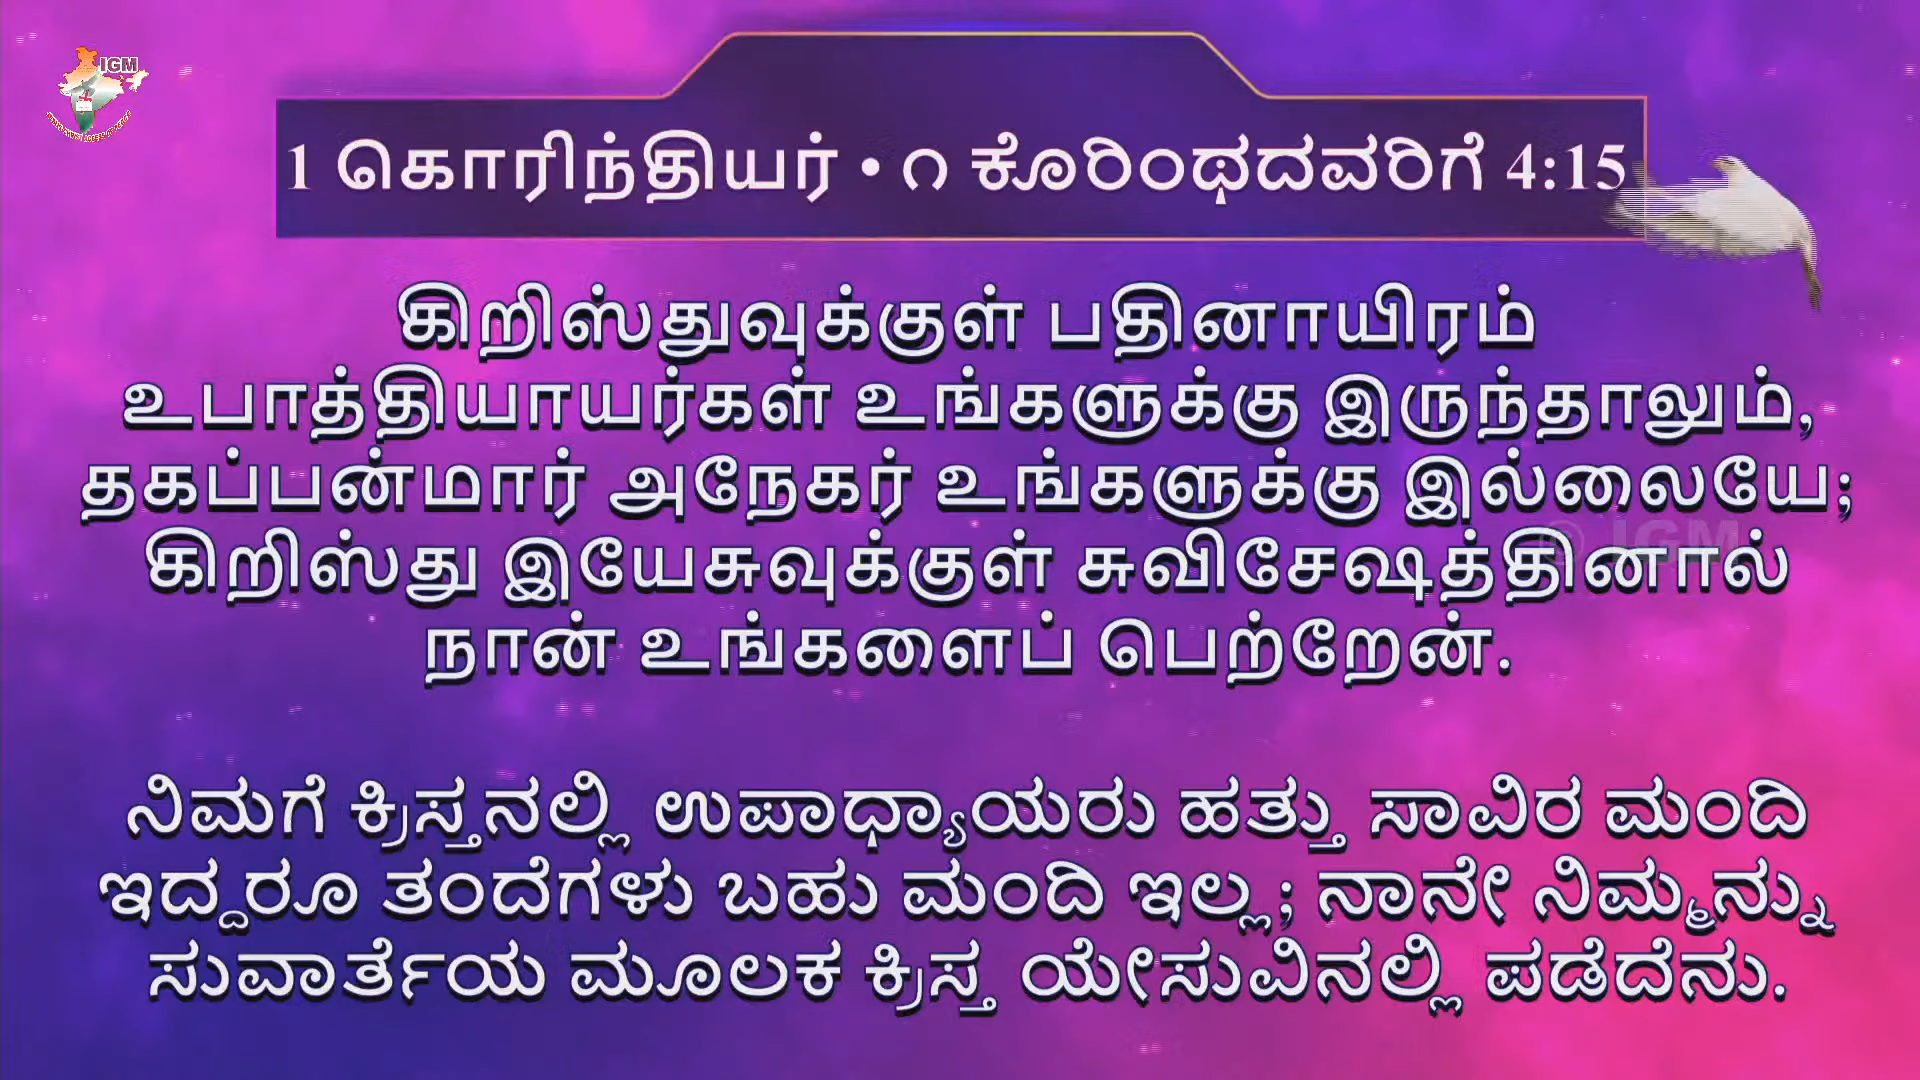 IGM
1 கொரிந்தியர் • ೧ ಕೊರಿಂಥದವರಿಗೆ 4:15
கிறிஸ்துவுக்குள் பதினாயிரம்
உபாத்தியாயர்கள் உங்களுக்கு இருந்தாலும்,
தகப்பன்மார் அநேகர் உங்களுக்கு இல்லையே;
கிறிஸ்து இயேசுவுக்குள் சுவிசேஷத்தினால்
© IGM
நான் உங்களைப் பெற்றேன்.
ನಿಮಗೆ ಕ್ರಿಸ್ತನಲ್ಲಿ ಉಪಾಧ್ಯಾಯರು ಹತ್ತು ಸಾವಿರ ಮಂದಿ
ಇದ್ದರೂ ತಂದೆಗಳು ಬಹು ಮಂದಿ ಇಲ್ಲ; ನಾನೇ ನಿಮ್ಮನ್ನು
ಸುವಾರ್ತೆಯ ಮೂಲಕ ಕ್ರಿಸ್ತ ಯೇಸುವಿನಲ್ಲಿ ಪಡೆದೆನು.